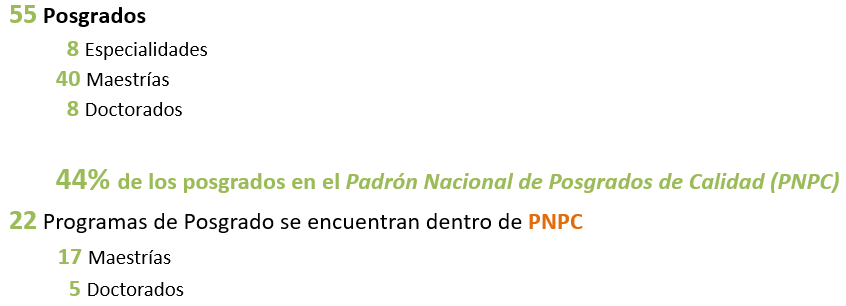 55 Posgrados
8 Especialidades
40 Maestrías
8 Doctorados
44% de los posgrados en el Padrón Nacional de Posgrados de Calidad (PNPC)
22 Programas de Posgrado se encuentran dentro de PNPC
17 Maestrías
5 Doctorados